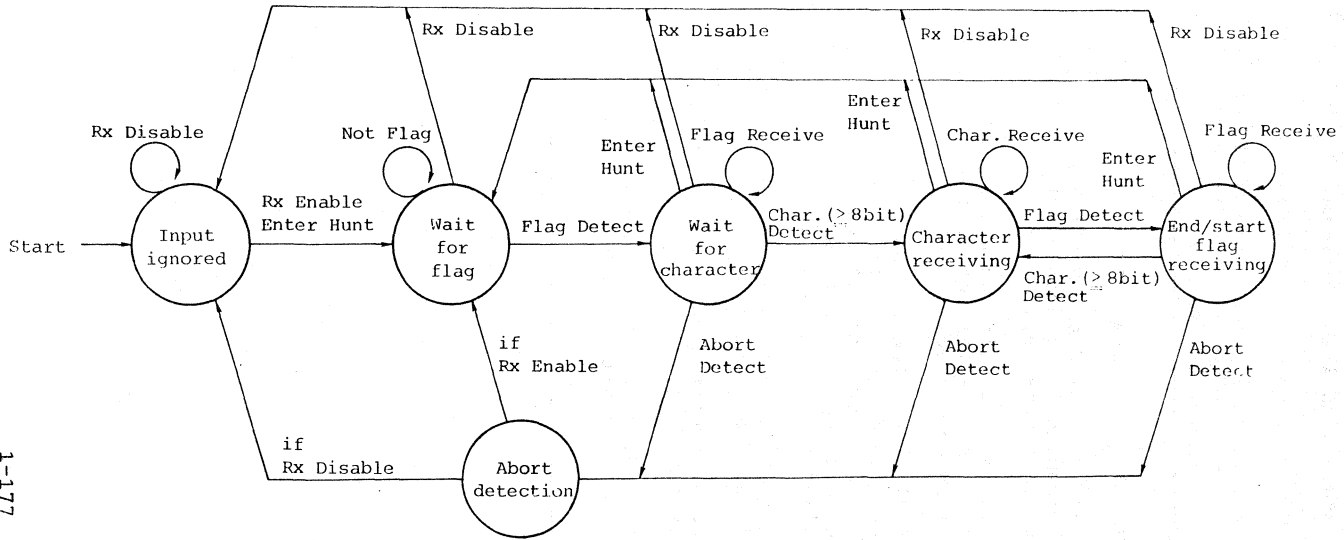 Rx Disable
Rx Disable
Rx Disable
Rx Disable
Rx Disable
Not Flag
Enter
Hunt
Flag Receive
Enter
Hunt
Char. Receive
Enter
Hunt
Flag Receive
Start
Input
ignored
Rx Enable
Enter Hunt
Wait
for
flag
Flag Detect
Wait
for
character
Char.(≥8bit)
Detect
Character
receiving
Flag Detect
Char.(≥8bit)
Detect
End/start
flag
receiving
if
Rx Enable
Abort
Detect
Abort
Detect
Abort
Detect
if
Rx Disable
Abort
detection
1-177